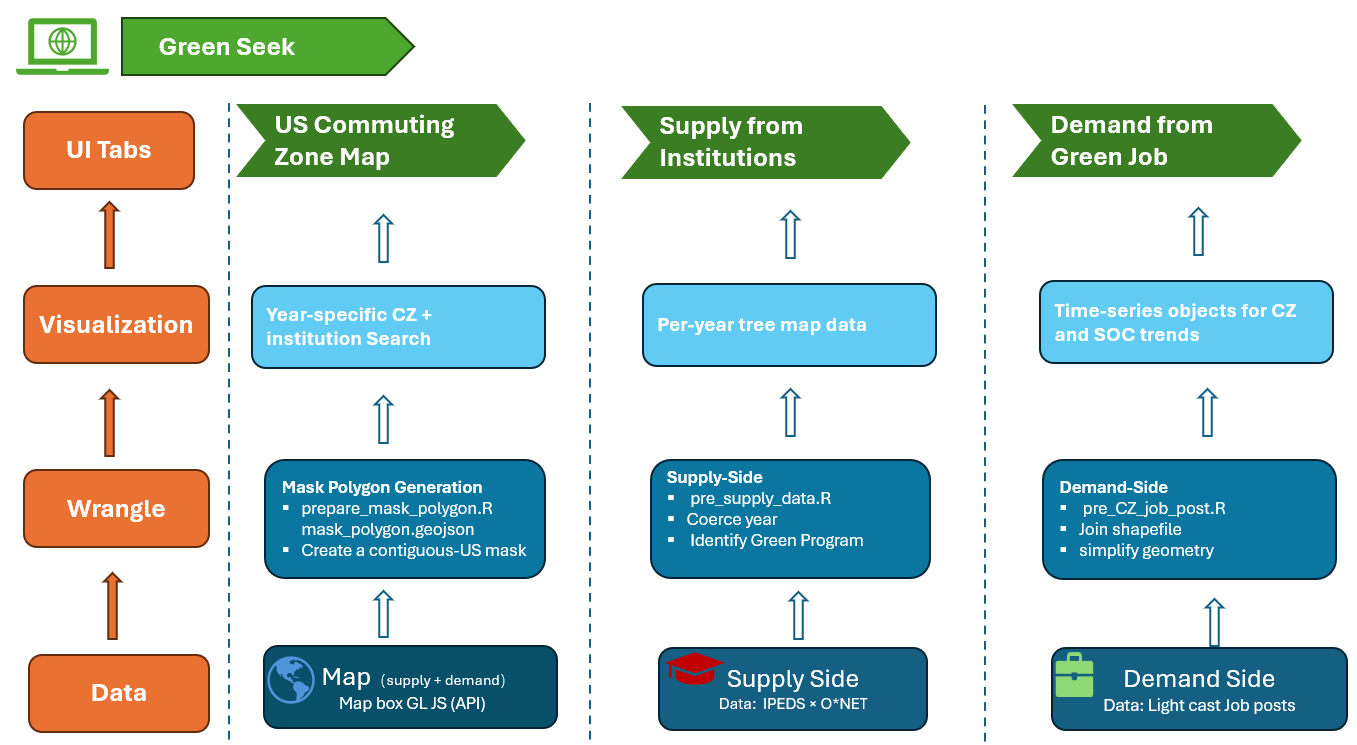 Green Seek
UI Tabs
US Commuting
Zone Map
Supply from
Institutions
Demand from
Green Job
Visualization
Year-specific CZ +
institution Search
Per-year tree map data
Time-series objects for CZ
and SOC trends
Wrangle
Mask Polygon Generation
▪ prepare_mask_polygon.R
mask_polygon.geojson
▪ Create a contiguous-US mask
Supply-Side
▪ pre_supply_data.R
▪ Coerce year
▪ Identify Green Program
Demand-Side
▪ pre_CZ_job_post.R
▪ Join shapefile
▪ simplify geometry
Data
Map （supply + demand）
Map box GL JS (API)
Supply Side
Data: IPEDS × O*NET
Demand Side
Data: Light cast Job posts